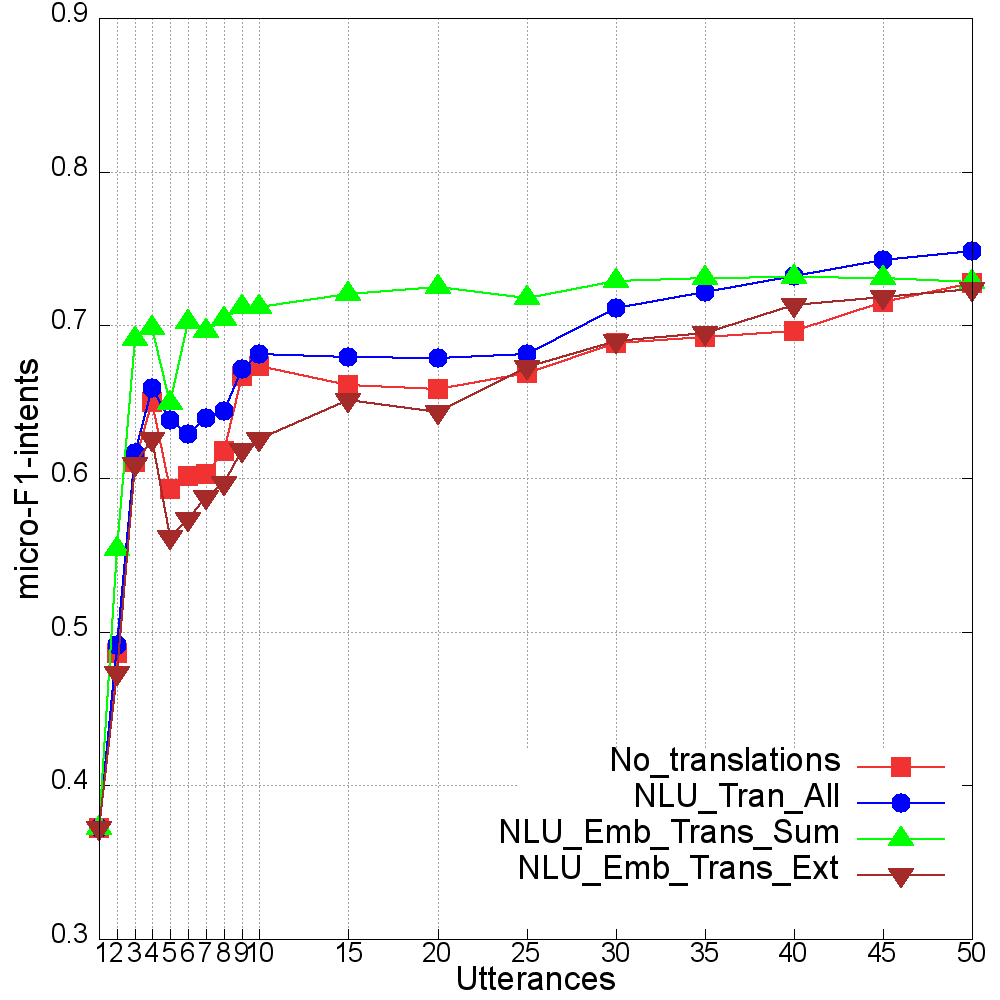 0.9
0.8
0.7
0.6
0.5
0.4
0.3
micro-F1-intents
No_translations
NLU_Tran_All
NLU_Emb_Trans_Sum
NLU_Emb_Trans_Ext
1 2 3 4 5 6 7 8 9 10 15 20 25 30 35 40 45 50
Utterances